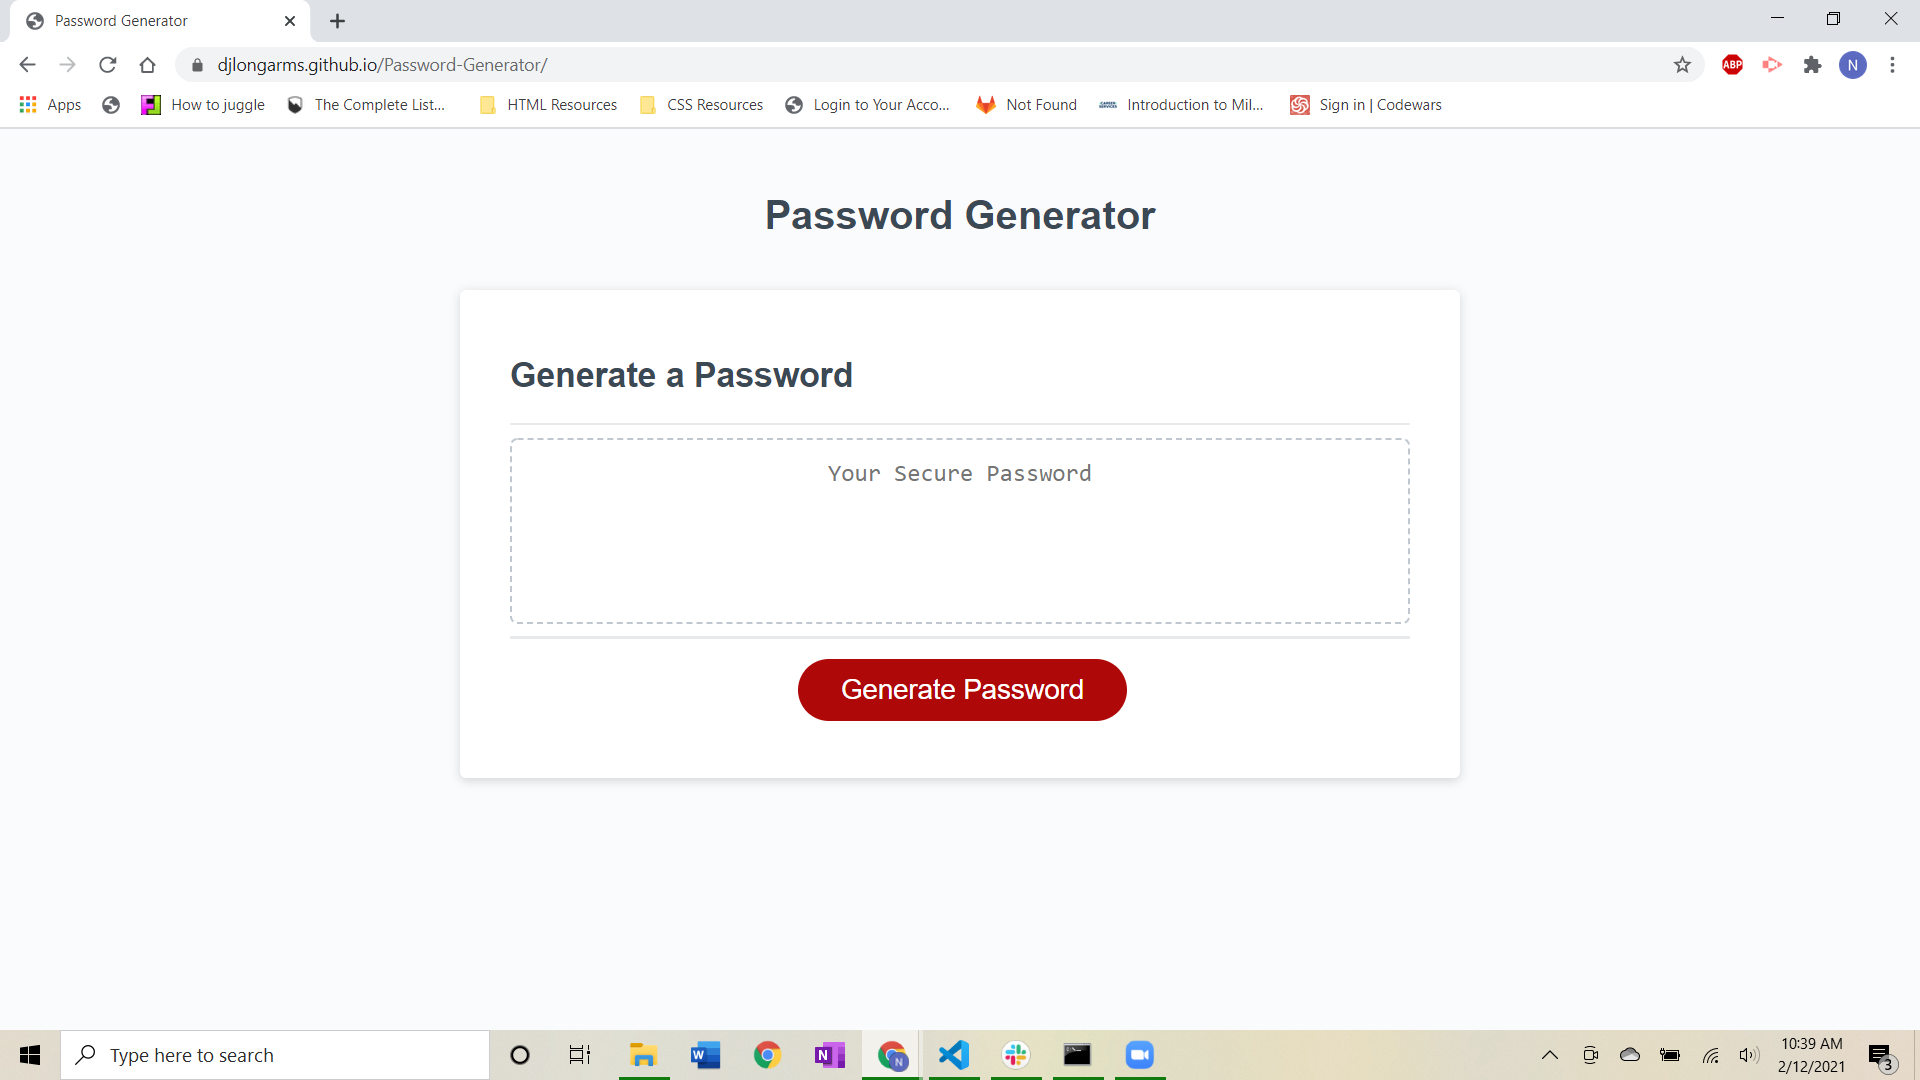 Password Generator
djlongarms.github.io/Password-Generator/
ABP
N
Apps
How to juggle
The Complete List...
HTML Resources
CSS Resources
Login to Your Acco...
Not Found
Introduction to Mil...
Sign in | Codewars
Password Generator
Generate a Password
Your Secure Password
Generate Password
Type here to search
W
N
N
10:39 AM
2/12/2021
3